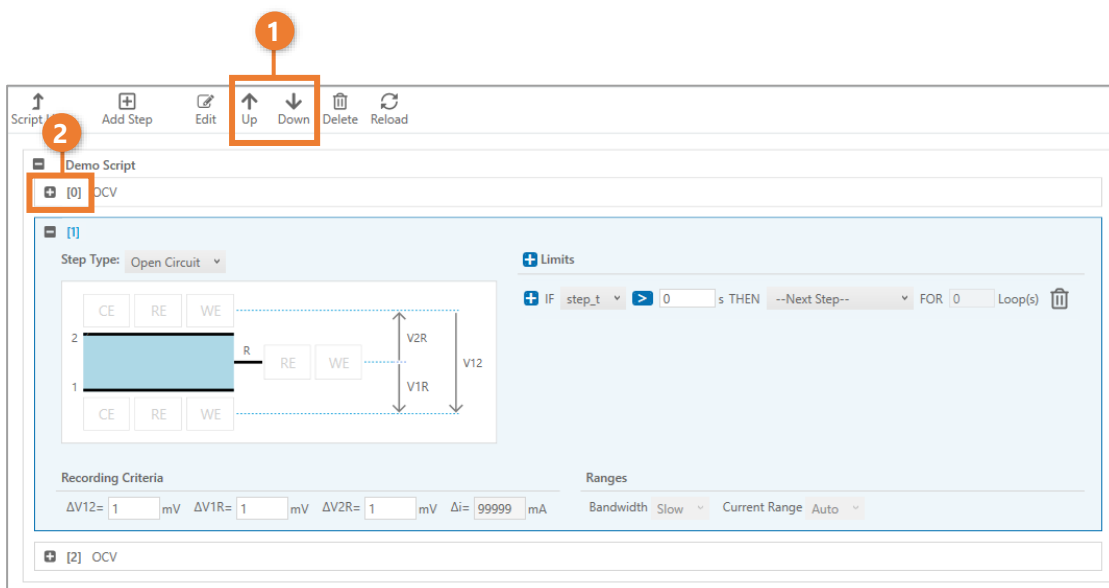 1
Script
Add Step
Edit
Up
Down
Delete
Reload
2
Demo Script
[0] OCV
[1]
Step Type: Open Circuit
Limits
IF step_t > 0 s THEN --Next Step-- FOR 0 Loop(s)
CE RE WE
2
V2R
R
RE WE
V12
1
V1R
CE RE WE
Recording Criteria
Ranges
ΔV12= 1 mV ΔV1R= 1 mV ΔV2R= 1 mV Δi= 99999 mA
Bandwidth Slow Current Range Auto
[2] OCV